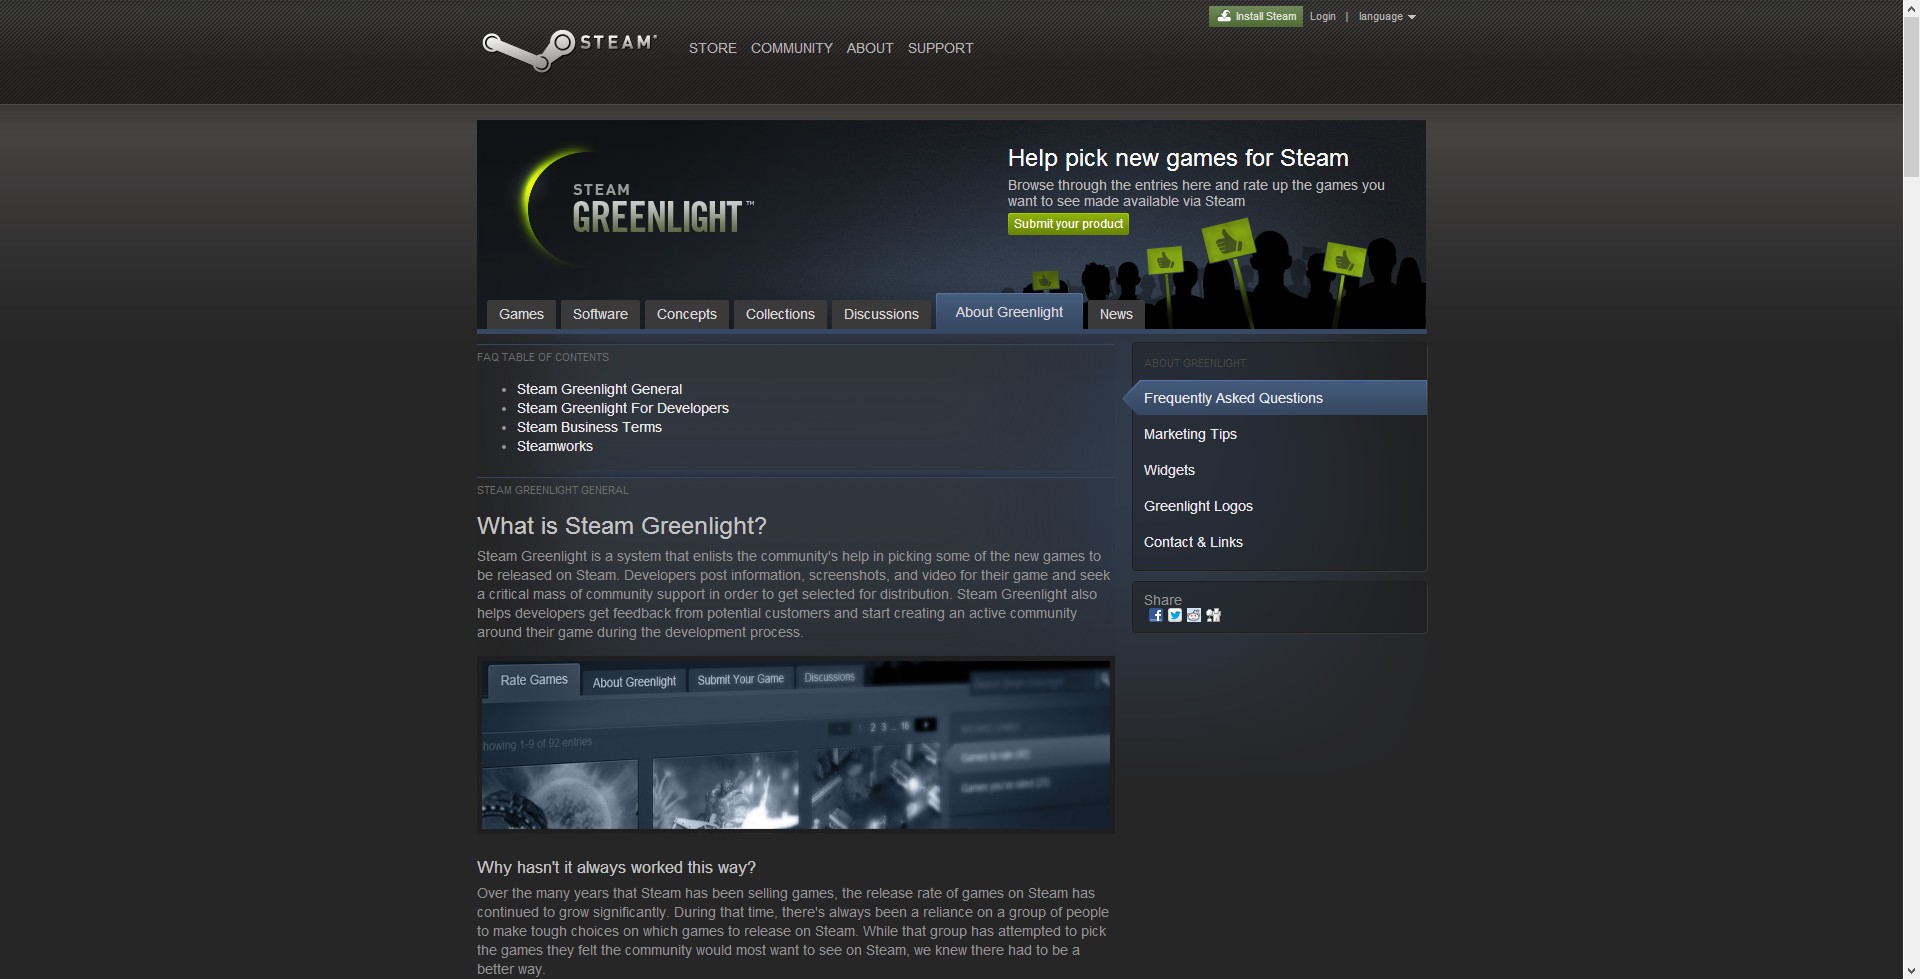 Install Steam Login | language
STEAM
STORE COMMUNITY ABOUT SUPPORT
STEAM
GREENLIGHT™
Help pick new games for Steam
Browse through the entries here and rate up the games you
want to see made available via Steam
Submit your product
Games Software Concepts Collections Discussions About Greenlight News
FAQ TABLE OF CONTENTS
• Steam Greenlight General
• Steam Greenlight For Developers
• Steam Business Terms
• Steamworks
ABOUT GREENLIGHT
Frequently Asked Questions
Marketing Tips
Widgets
Greenlight Logos
Contact & Links
Share
STEAM GREENLIGHT GENERAL
What is Steam Greenlight?
Steam Greenlight is a system that enlists the community's help in picking some of the new games to
be released on Steam. Developers post information, screenshots, and video for their game and seek
a critical mass of community support in order to get selected for distribution. Steam Greenlight also
helps developers get feedback from potential customers and start creating an active community
around their game during the development process.
Rate Games About Greenlight Submit Your Game Discussions
2 3 .. 16
howing 1-9 of 92 entries
Why hasn't it always worked this way?
Over the many years that Steam has been selling games, the release rate of games on Steam has
continued to grow significantly. During that time, there's always been a reliance on a group of people
to make tough choices on which games to release on Steam. While that group has attempted to pick
the games they felt the community would most want to see on Steam, we knew there had to be a
better way.